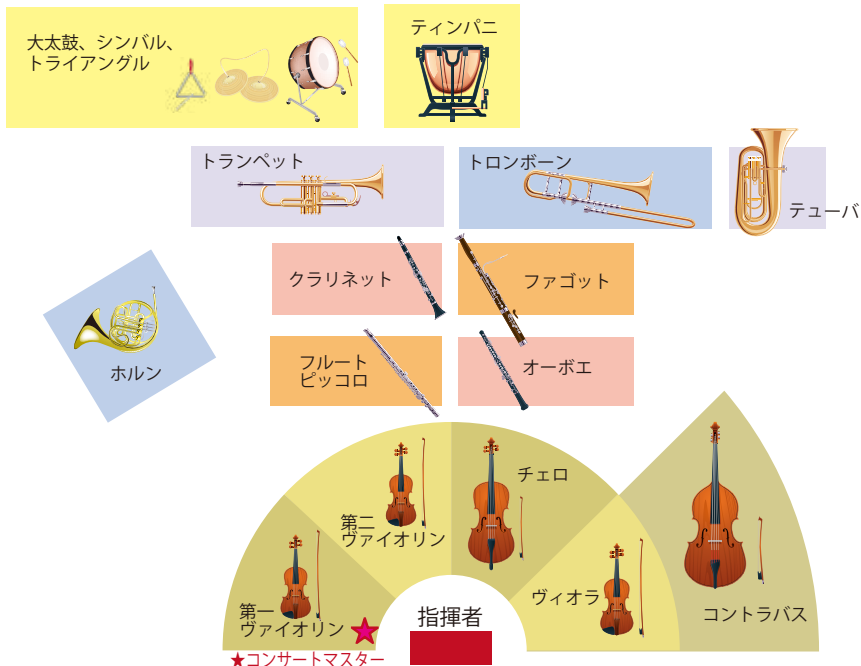 大太鼓、シンバル、
トライアングル
ティンパニ
トランペット
トロンボーン
テューバ
クラリネット
ファゴット
ホルン
フルート
ピッコロ
オーボエ
チェロ
第二
ヴァイオリン
第一
ヴァイオリン
ヴィオラ
コントラバス
指揮者
★コンサートマスター